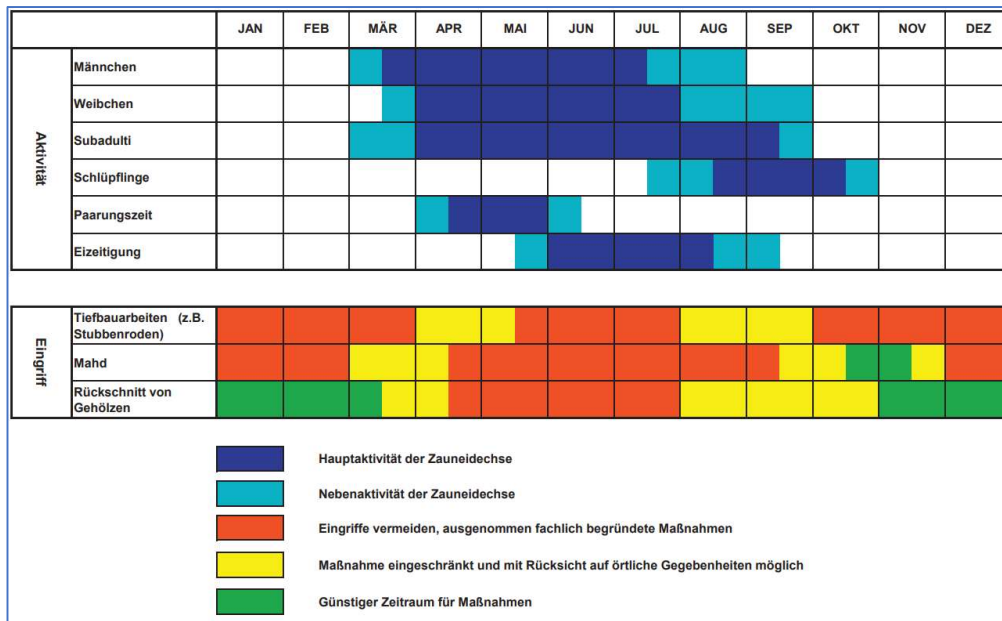 JAN FEB MÄR APR MAI JUN JUL AUG SEP OKT NOV DEZ
Aktivität
Männchen
Weibchen
Subadulti
Schlüpflinge
Paarungszeit
Eizeitigung
Eingriff
Tiefbauarbeiten (z.B.
Stubbenroden)
Mahd
Rückschnitt von
Gehölzen
Hauptaktivität der Zauneidechse
Nebenaktivität der Zauneidechse
Eingriffe vermeiden, ausgenommen fachlich begründete Maßnahmen
Maßnahme eingeschränkt und mit Rücksicht auf örtliche Gegebenheiten möglich
Günstiger Zeitraum für Maßnahmen